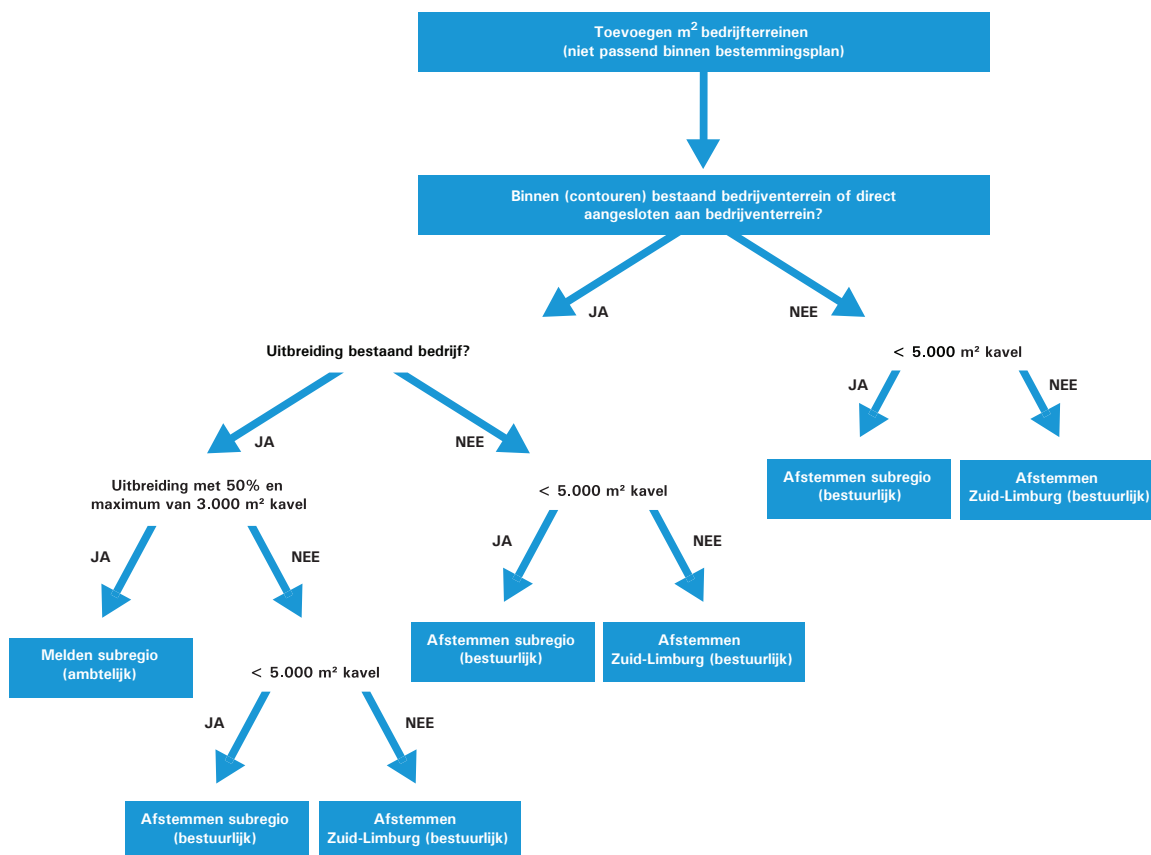 Toevoegen m² bedrijfterreinen
(niet passend binnen bestemmingsplan)
Binnen (contouren) bestaand bedrijventerrein of direct
aangesloten aan bedrijventerrein?
JA
NEE
Uitbreiding bestaand bedrijf?
< 5.000 m² kavel
JA
NEE
JA
NEE
Afstemmen subregio
(bestuurlijk)
Afstemmen
Zuid-Limburg (bestuurlijk)
Uitbreiding met 50% en
maximum van 3.000 m² kavel
< 5.000 m² kavel
JA
NEE
JA
NEE
Melden subregio
(ambtelijk)
< 5.000 m² kavel
Afstemmen subregio
(bestuurlijk)
Afstemmen
Zuid-Limburg (bestuurlijk)
JA
NEE
Afstemmen subregio
(bestuurlijk)
Afstemmen
Zuid-Limburg (bestuurlijk)